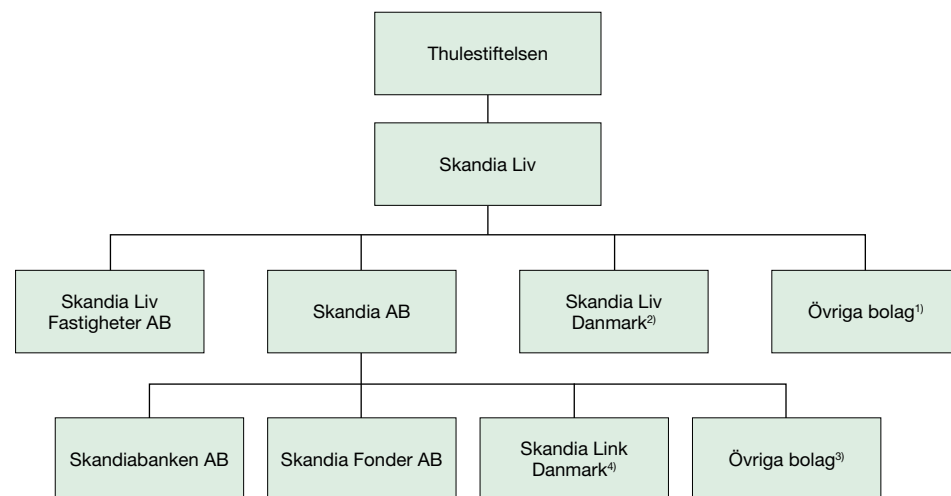 Thulestiftelsen
Skandia Liv
Skandia Liv
Fastigheter AB
Skandia AB
Skandia Liv
Danmark2)
Övriga bolag1)
Skandiabanken AB
Skandia Fonder AB
Skandia Link
Danmark4)
Övriga bolag3)